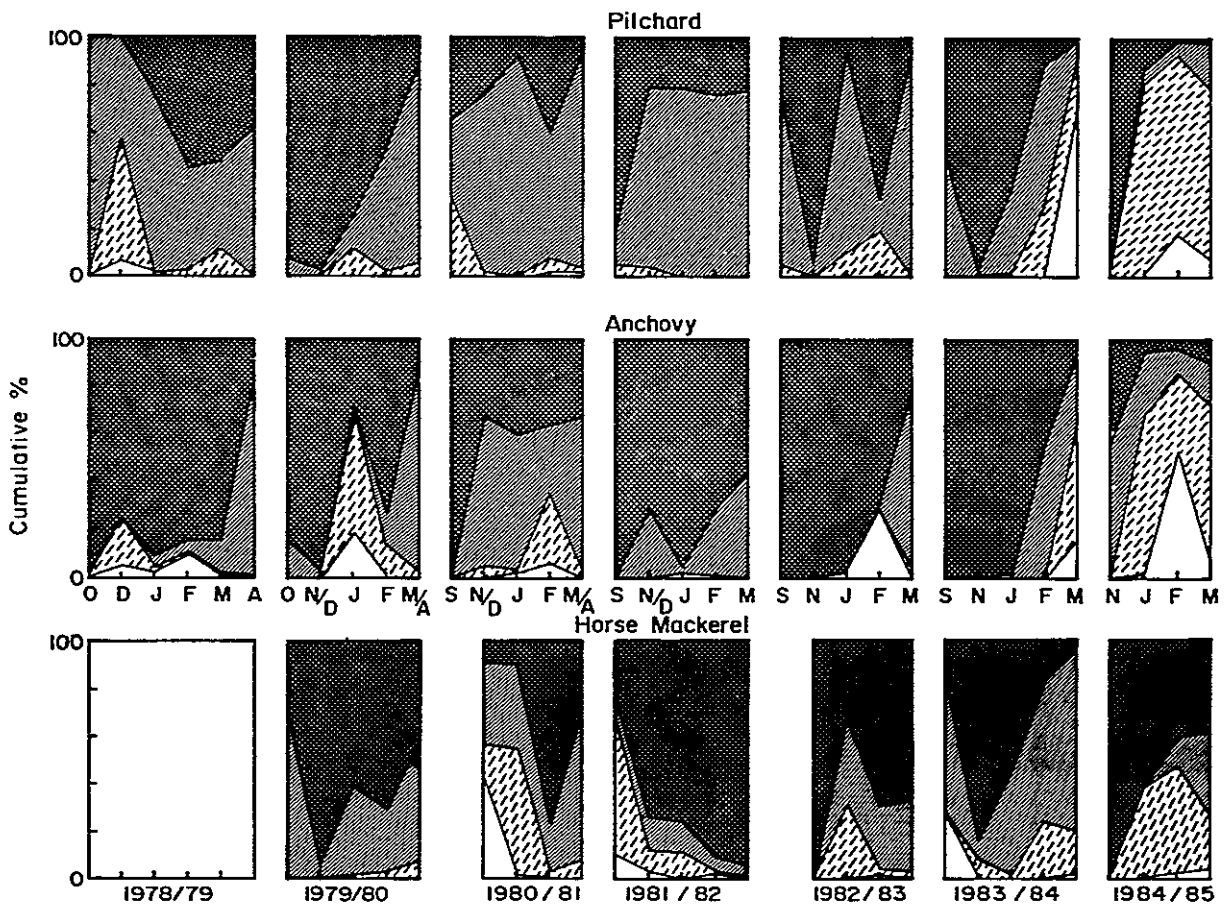 Pilchard
100
0
Anchovy
100
0
Cumulative %
O D J F M A
O N/D J F M/A
S N/D J F M/A
S N/D J F M
S N J F M
S N J F M
N J F M
Horse Mackerel
100
0
1978/79
1979/80
1980/81
1981/82
1982/83
1983/84
1984/85